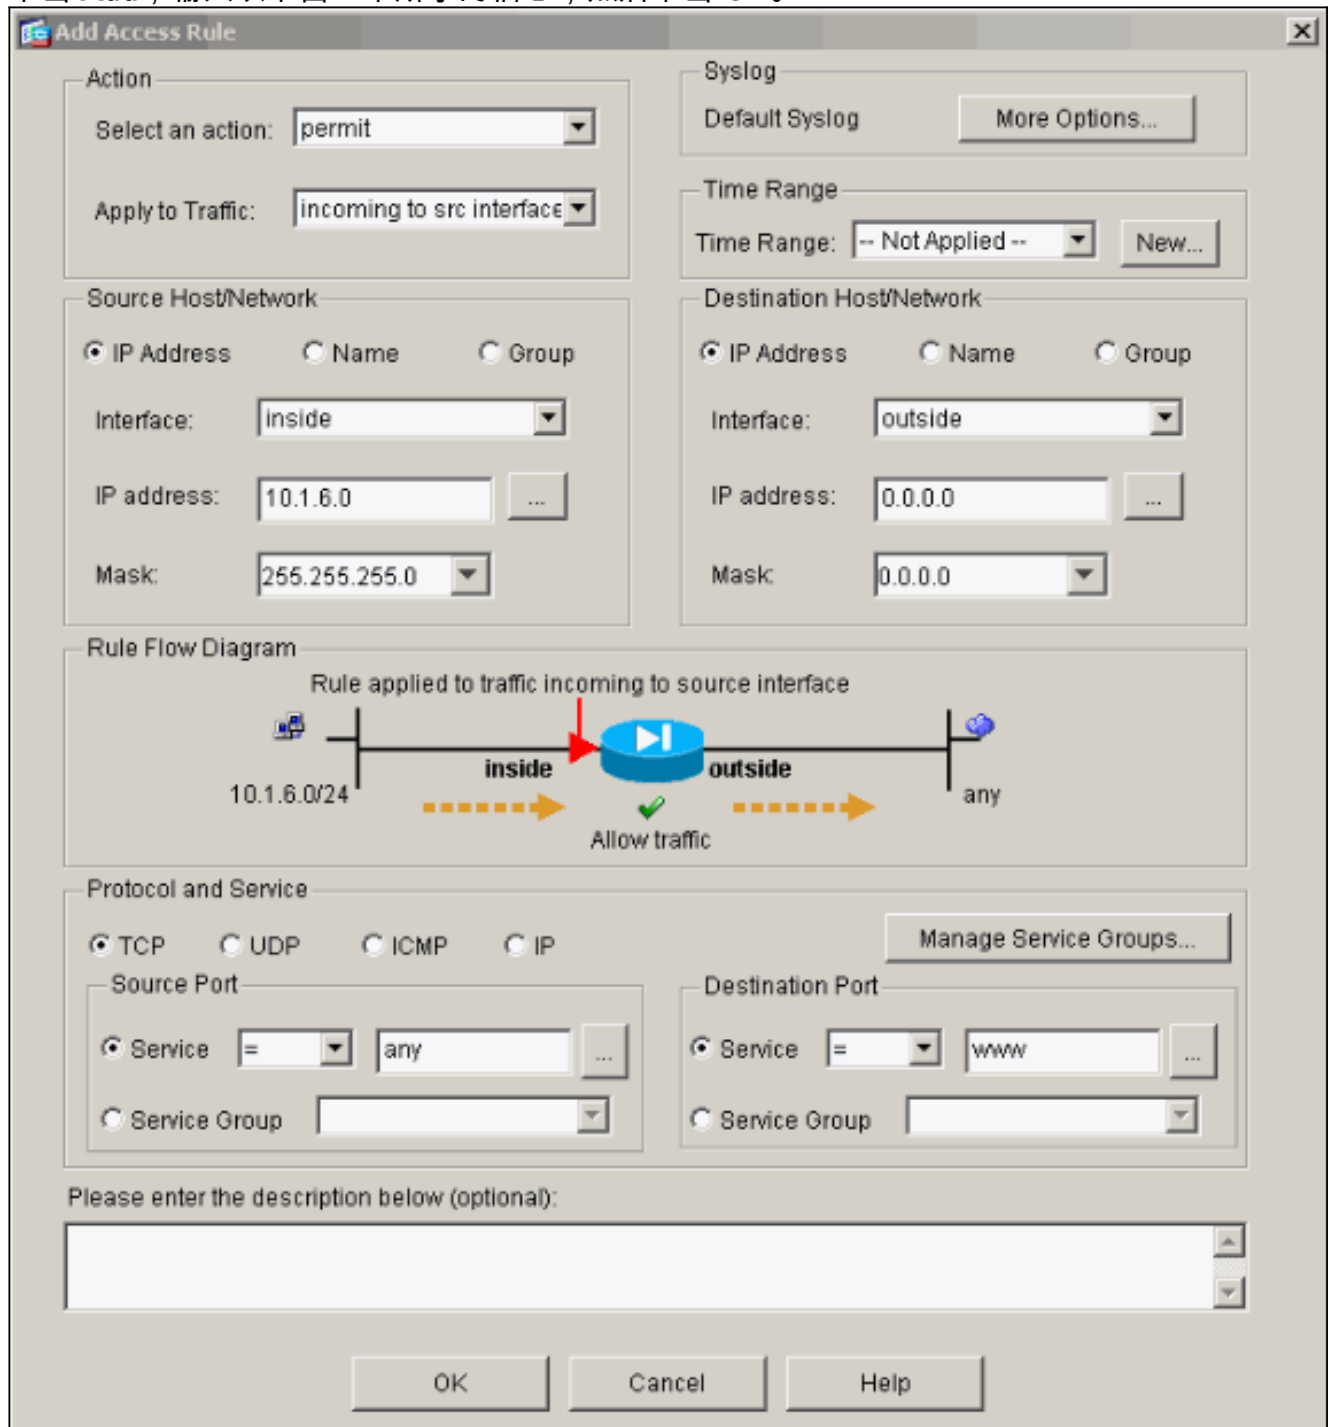 Add Access Rule
Action
Select an action: permit
Apply to Traffic: incoming to src interface
Syslog
Default Syslog More Options...
Time Range
Time Range: -- Not Applied -- New...
Source Host/Network
IP Address Name Group
Interface: inside
IP address: 10.1.6.0 ...
Mask: 255.255.255.0
Destination Host/Network
IP Address Name Group
Interface: outside
IP address: 0.0.0.0 ...
Mask: 0.0.0.0
Rule Flow Diagram
Rule applied to traffic incoming to source interface
inside outside
10.1.6.0/24 any
Allow traffic
Protocol and Service
TCP UDP ICMP IP Manage Service Groups...
Source Port
Service = any ...
Service Group
Destination Port
Service = www ...
Service Group
Please enter the description below (optional):
OK Cancel Help